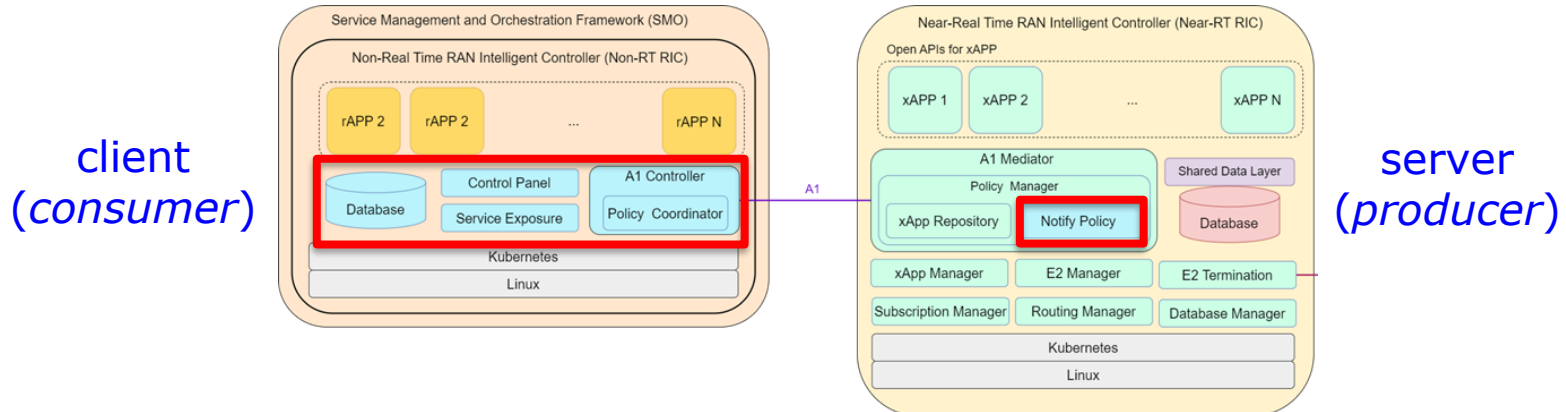 client
(consumer)
Service Management and Orchestration Framework (SMO)
Non-Real Time RAN Intelligent Controller (Non-RT RIC)
rAPP 2
rAPP 2
...
rAPP N
Database
Control Panel
Service Exposure
A1 Controller
Policy Coordinator
Kubernetes
Linux
A1
Near-Real Time RAN Intelligent Controller (Near-RT RIC)
Open APIs for xAPP
xAPP 1
xAPP 2
...
xAPP N
A1 Mediator
Policy Manager
xApp Repository
Notify Policy
Shared Data Layer
Database
xApp Manager
E2 Manager
E2 Termination
Subscription Manager
Routing Manager
Database Manager
Kubernetes
Linux
server
(producer)